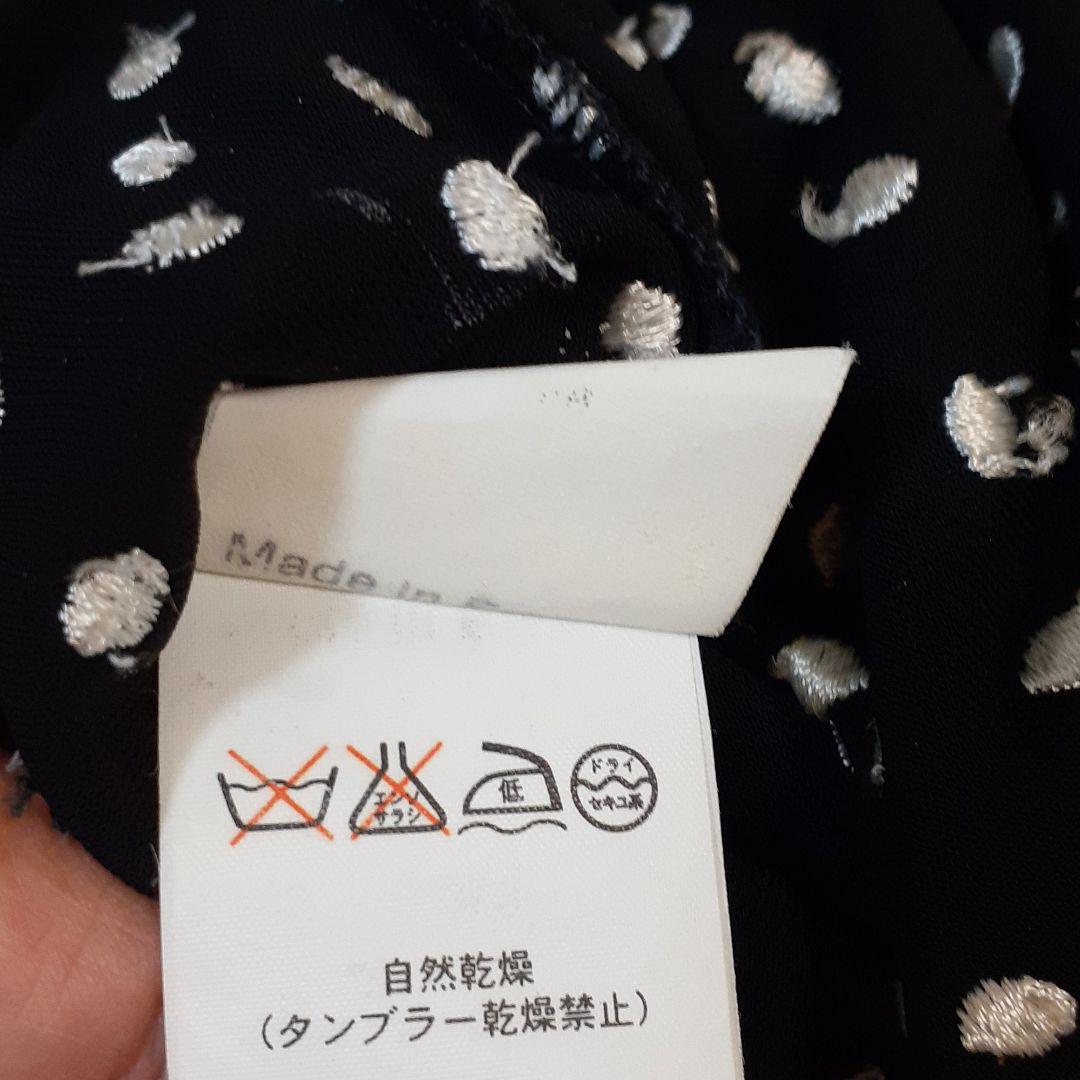 Made in
エンソ
サラシ
低
ドライ
セキユ系
自然乾燥
(タンブラー乾燥禁止)